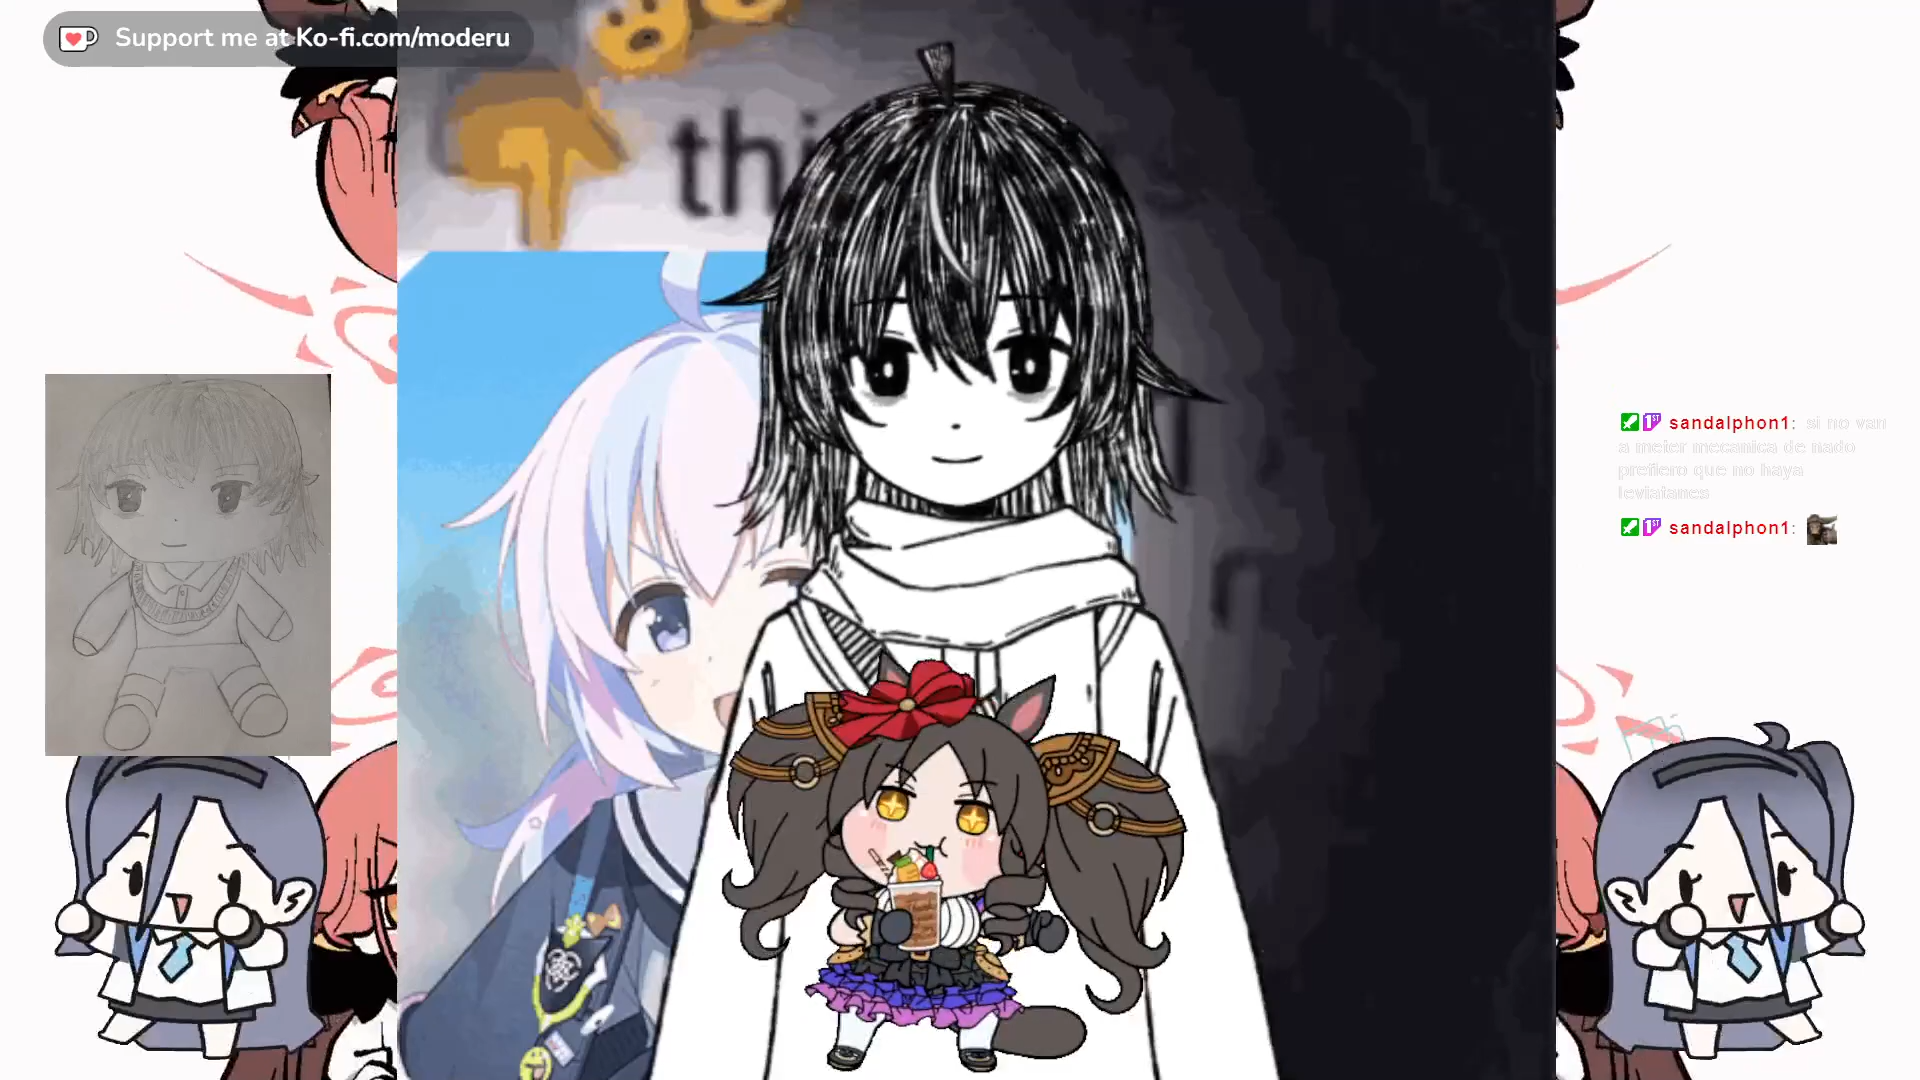 Support me at Ko-fi.com/moderu
thi
sandalphon1: si no van
a meter mecanica de nado
prefiero que no haya
leviatanes
sandalphon1: